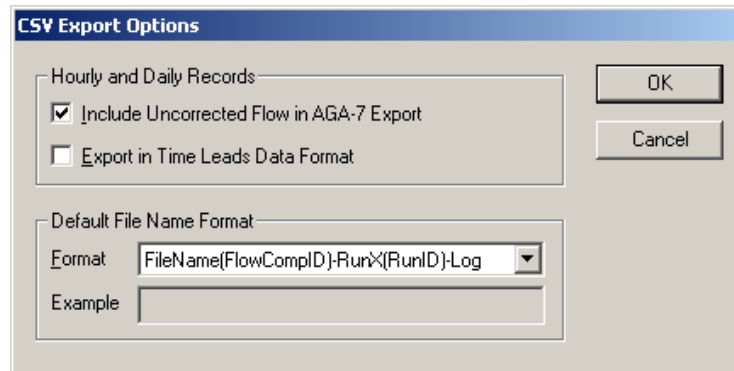 CSV Export Options
Hourly and Daily Records
OK
Include Uncorrected Flow in AGA-7 Export
Cancel
Export in Time Leads Data Format
Default File Name Format
Format FileName(FlowCompID)-RunX(RunID)-Log
Example